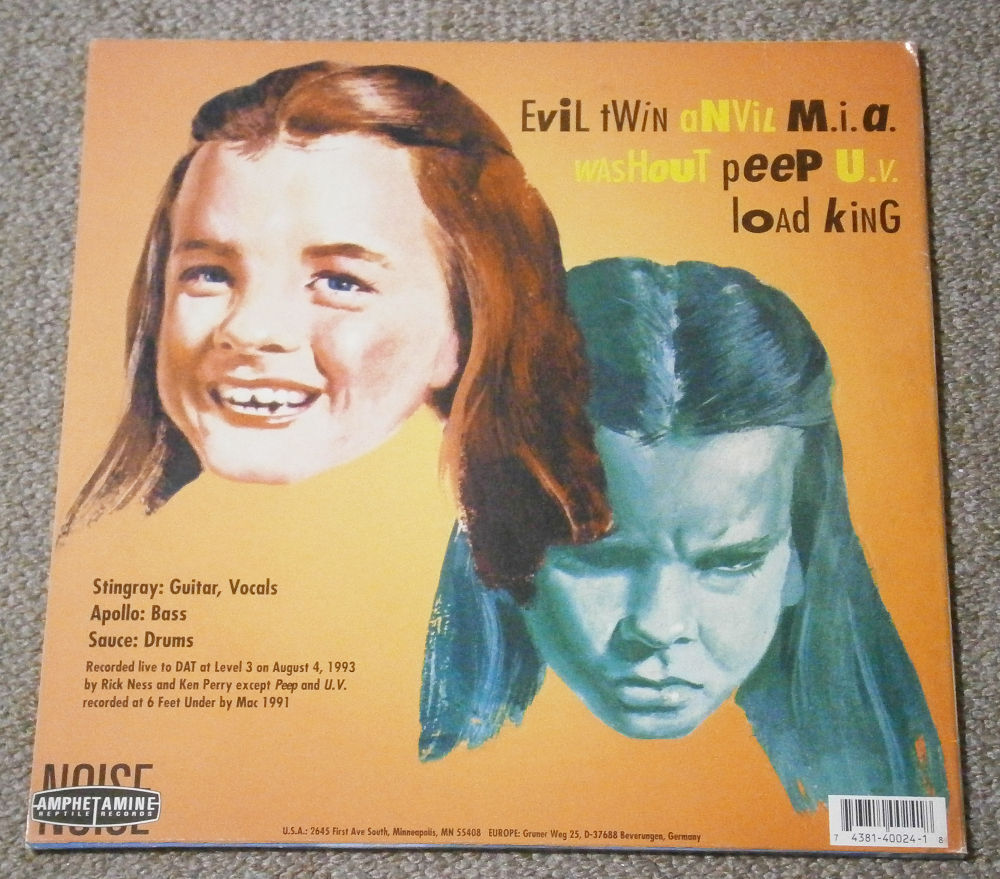 EviL tWiN aNViL M.i.a.
WASHOUT peeP U.V.
loAd kiNG
Stingray: Guitar, Vocals
Apollo: Bass
Sauce: Drums
Recorded live to DAT at Level 3 on August 4, 1993
by Rick Ness and Ken Perry except Peep and U.V.
recorded at 6 Feet Under by Mac 1991
NOISE
AMPHETAMINE
REPTILE RECORDS
NOISE
U.S.A.: 2645 First Ave South, Minneapolis, MN 55408 EUROPE: Gruner Weg 25, D-37688 Beverungen, Germany
7 4381-40024-1 8